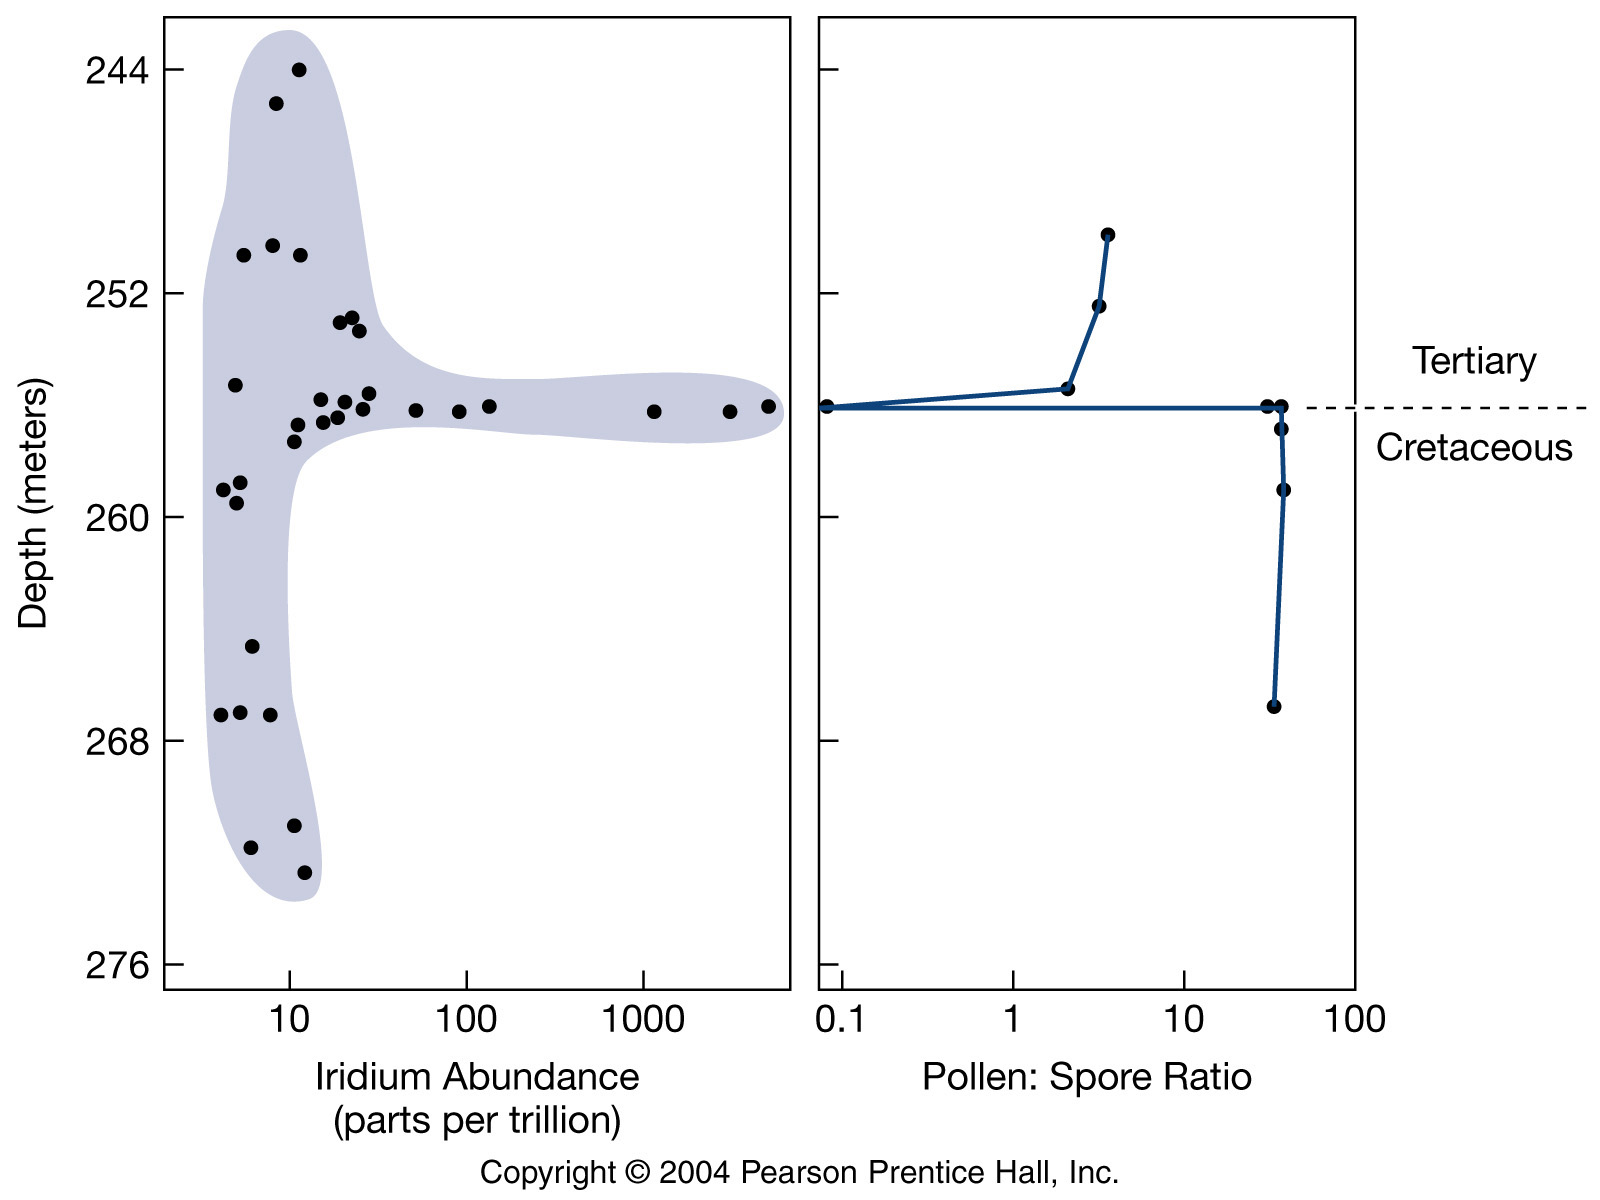 244
252
260
268
276
Depth (meters)
10 100 1000
Iridium Abundance
(parts per trillion)
0.1 1 10 100
Pollen: Spore Ratio
Tertiary
Cretaceous
Copyright © 2004 Pearson Prentice Hall, Inc.